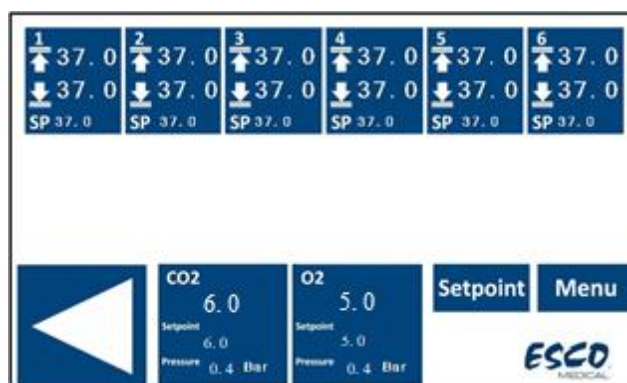 1 2 3 4 5 6
37.0 37.0 37.0 37.0 37.0 37.0
37.0 37.0 37.0 37.0 37.0 37.0
SP 37.0 SP 37.0 SP 37.0 SP 37.0 SP 37.0 SP 37.0
CO2
6.0
Setpoint
6.0
Pressure 0.4 Bar
O2
5.0
Setpoint
5.0
Pressure 0.4 Bar
Setpoint
Menu
ESCO
MEDICAL